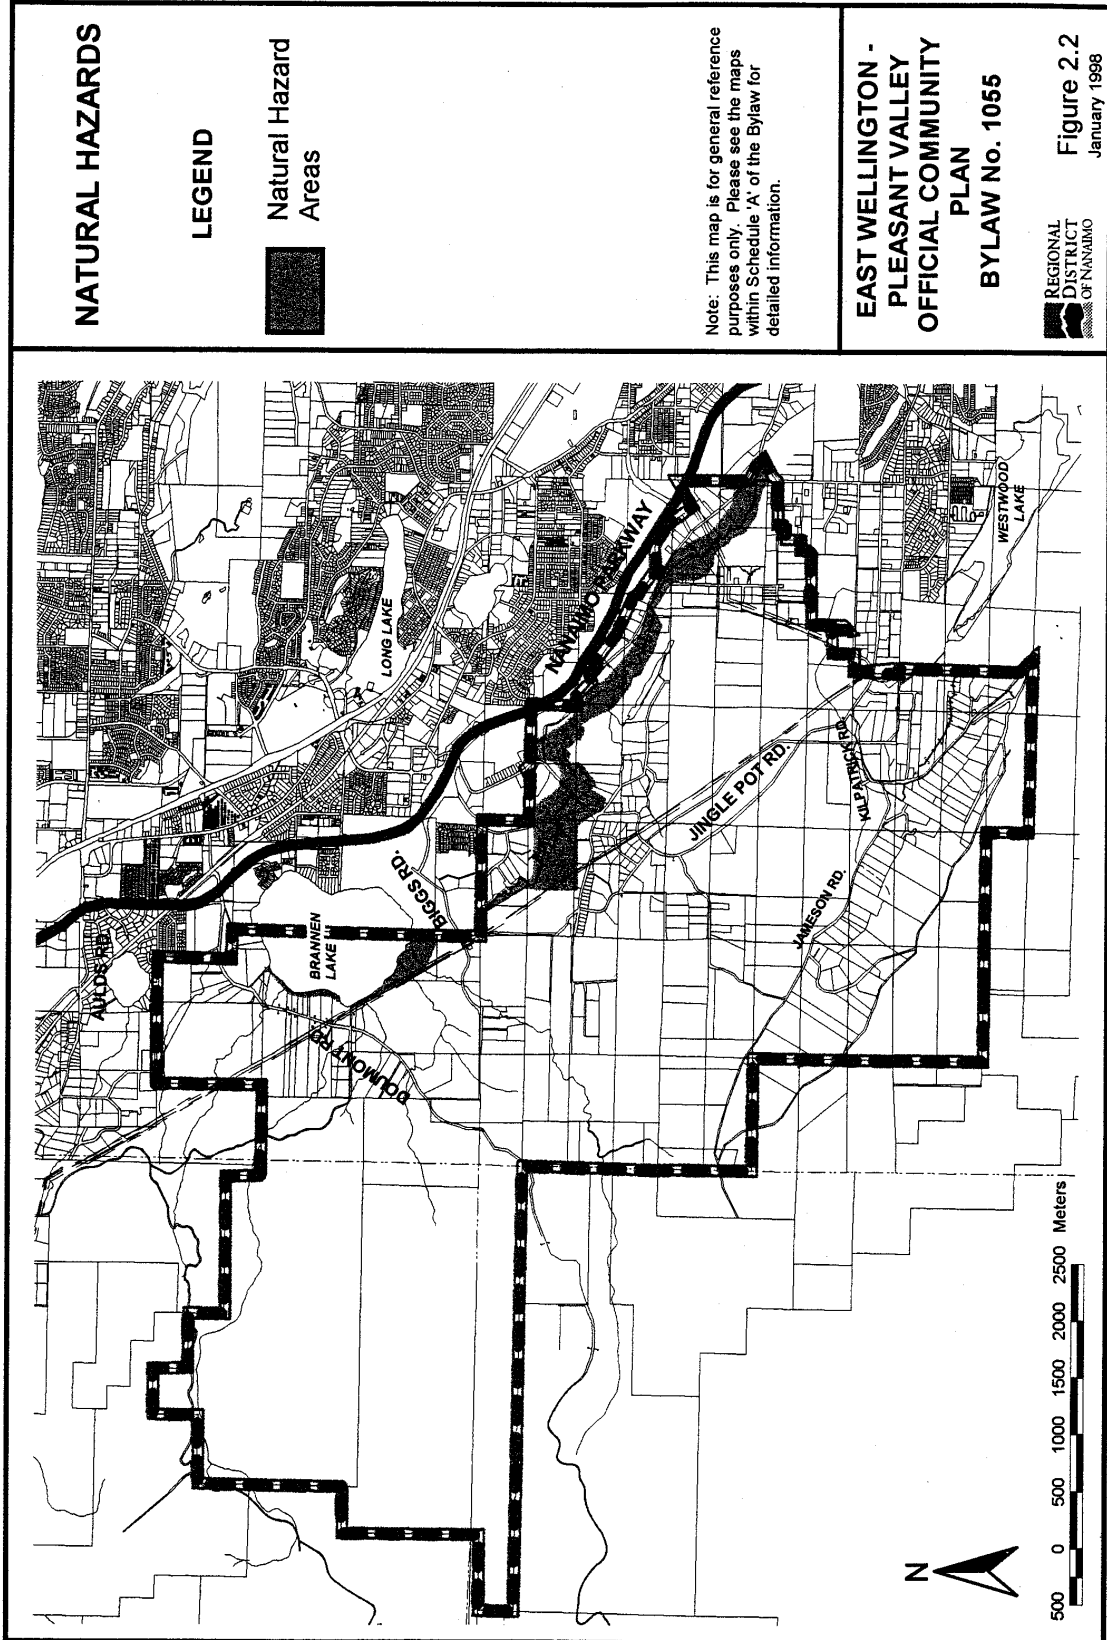 NATURAL HAZARDS
LEGEND
Natural Hazard
Areas
Note: This map is for general reference
purposes only. Please see the maps
within Schedule 'A' of the Bylaw for
detailed information.
EAST WELLINGTON -
PLEASANT VALLEY
OFFICIAL COMMUNITY
PLAN
BYLAW No. 1055
REGIONAL
DISTRICT
OF NANAIMO
Figure 2.2
January 1998
AULDS RD.
LONG LAKE
BRANNEN
LAKE
BIGGS RD.
DOUMONT RD.
NANAIMO PARKWAY
JINGLE POT RD.
KILPATRICK RD.
JAMESON RD.
WESTWOOD
LAKE
N
500 0 500 1000 1500 2000 2500 Meters